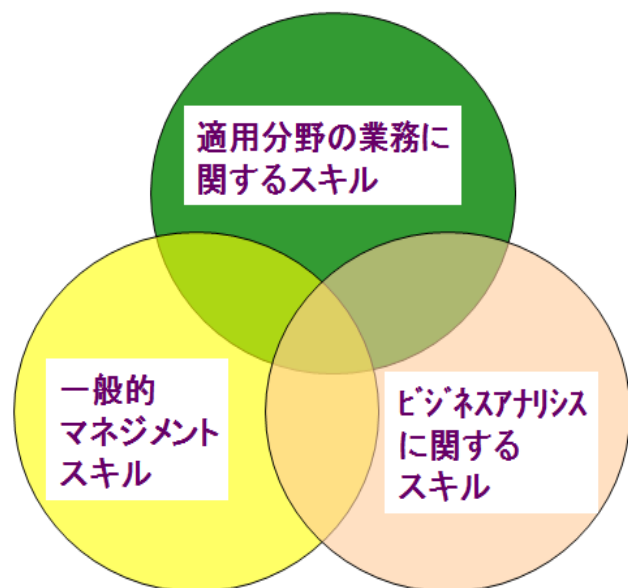 適用分野の業務に
関するスキル
一般的
マネジメント
スキル
ﾋﾞｼﾞﾈｽｱﾅﾘｼｽ
に関する
スキル